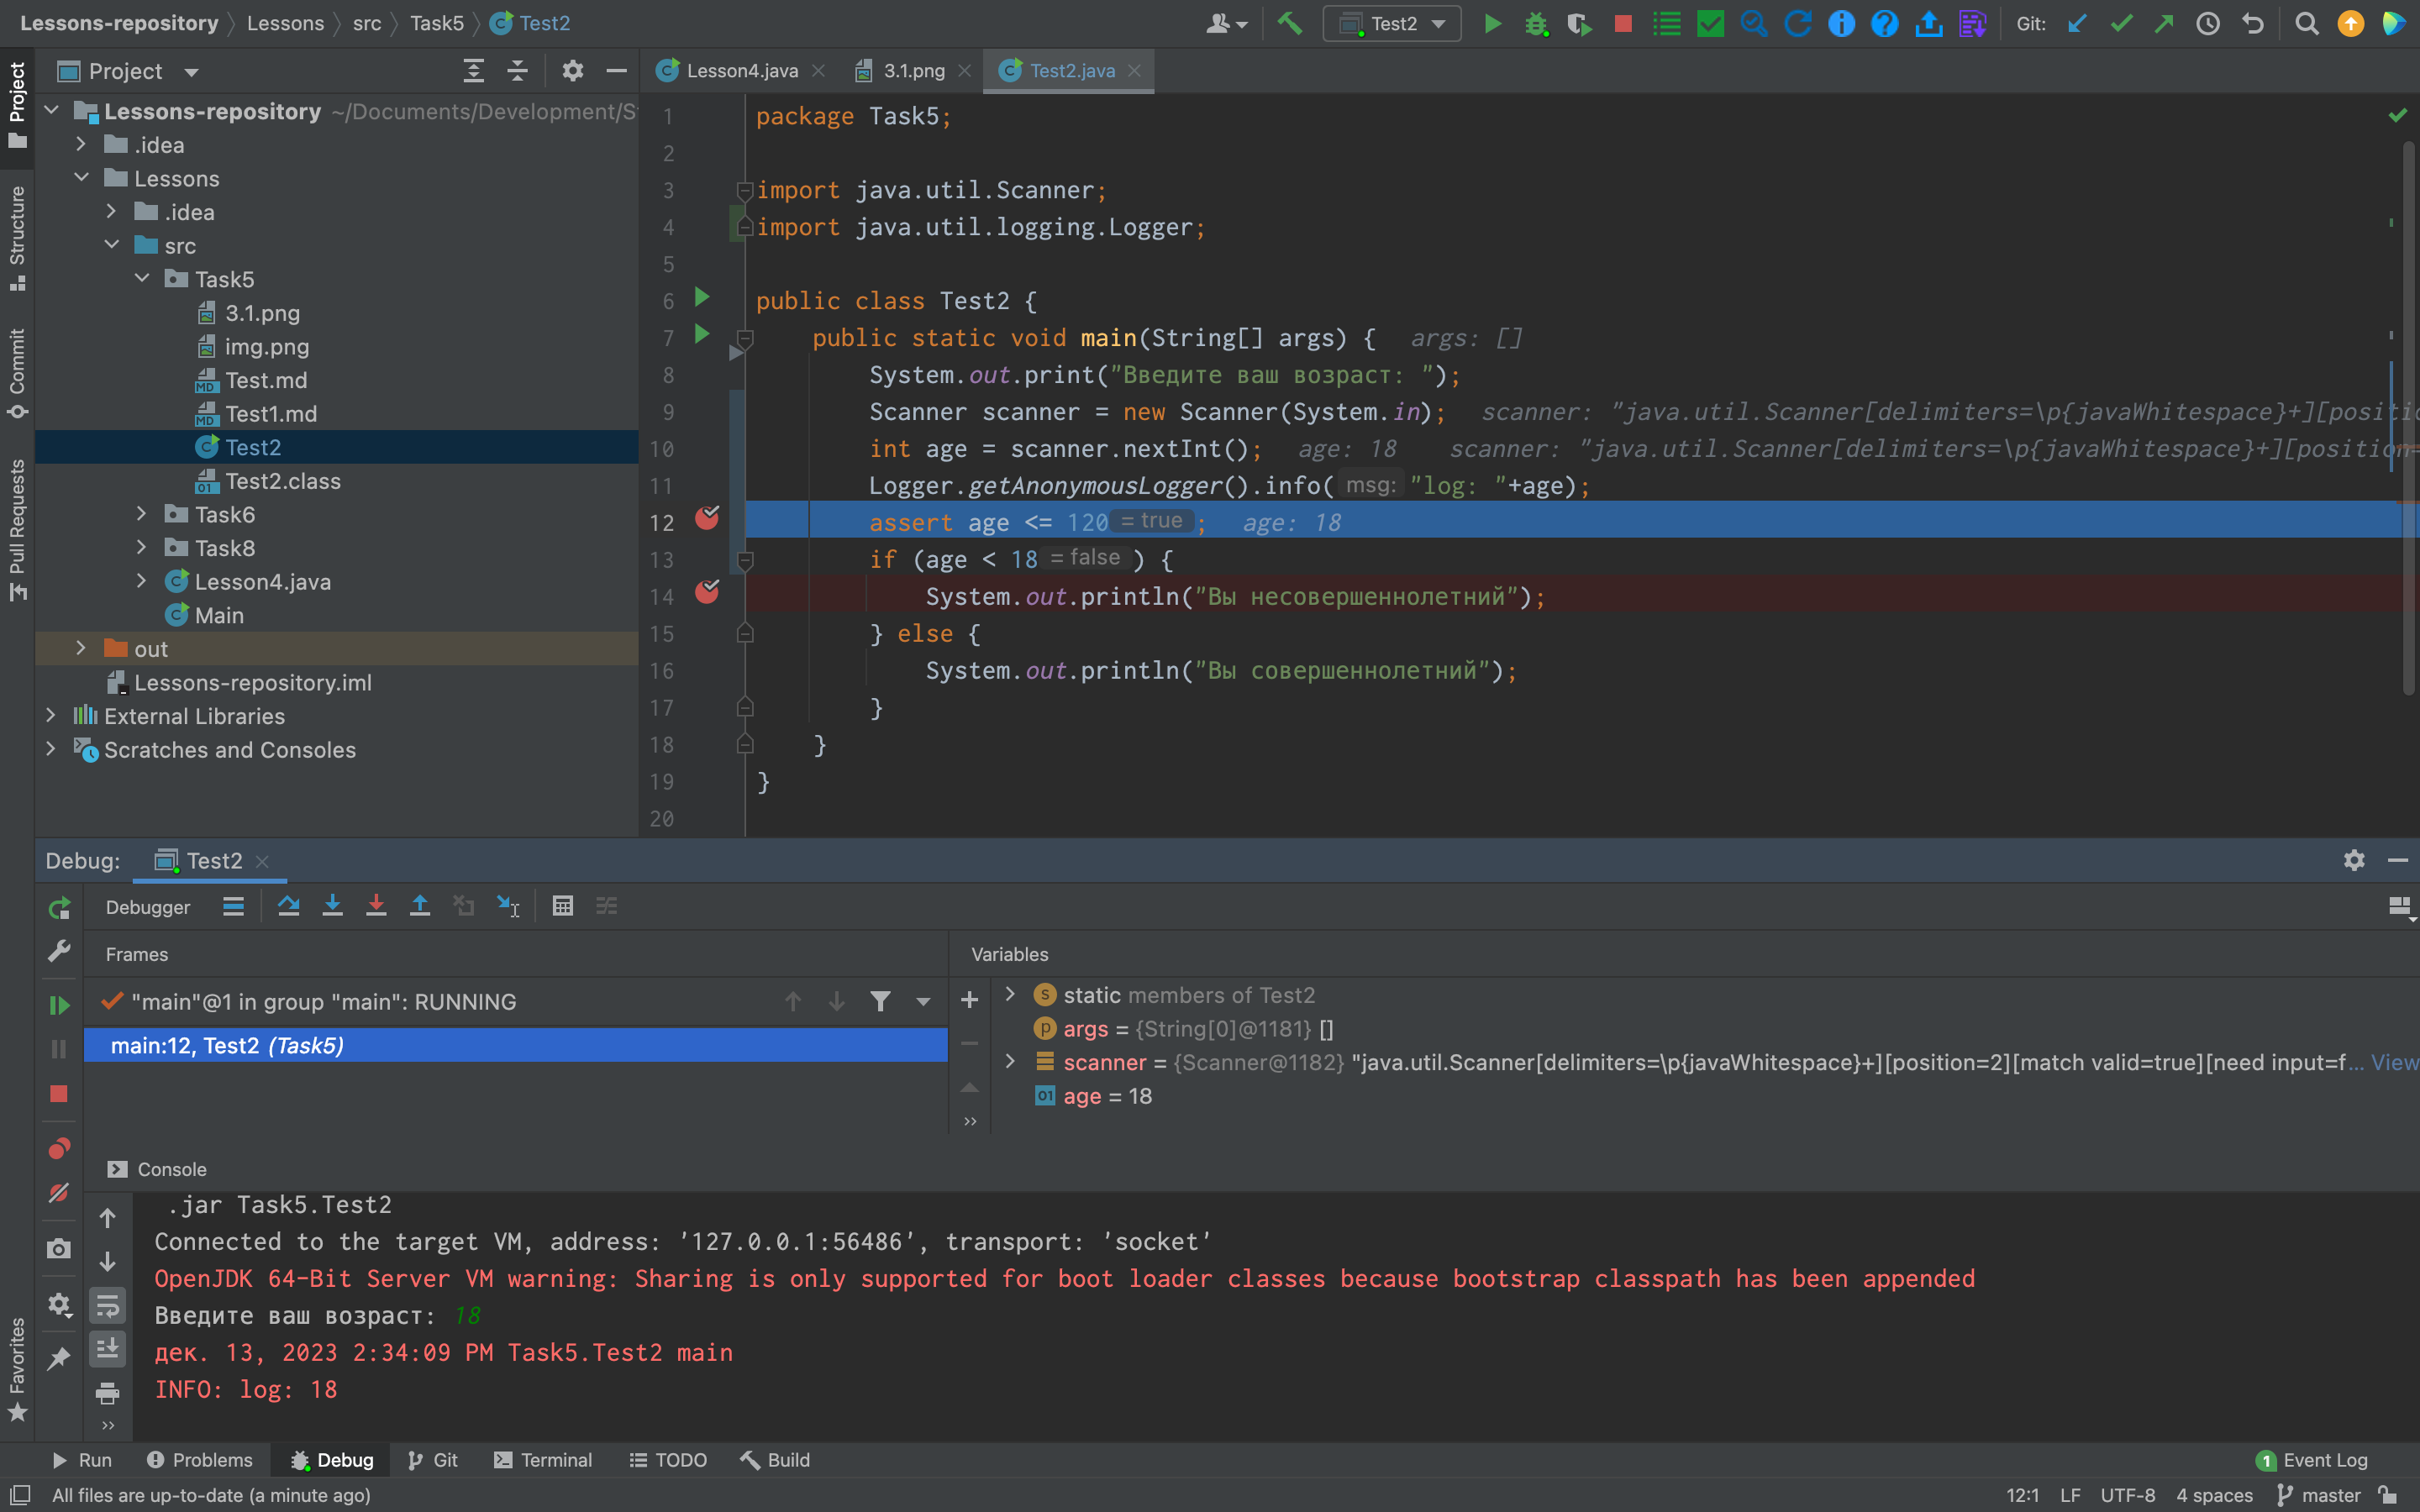 Lessons-repository Lessons src Task5 Test2
Test2
Git:
Project
Structure
Commit
Pull Requests
Favorites
Project
Lessons-repository ~/Documents/Development/S
.idea
Lessons
.idea
src
Task5
3.1.png
img.png
Test.md
Test1.md
Test2
Test2.class
Task6
Task8
Lesson4.java
Main
out
Lessons-repository.iml
External Libraries
Scratches and Consoles
Lesson4.java 3.1.png Test2.java
1 package Task5;
2
3 import java.util.Scanner;
4 import java.util.logging.Logger;
5
6 public class Test2 {
7 public static void main(String[] args) { args: []
8 System.out.print("Введите ваш возраст: ");
9 Scanner scanner = new Scanner(System.in); scanner: "java.util.Scanner[delimiters=\p{javaWhitespace}+][positio
10 int age = scanner.nextInt(); age: 18 scanner: "java.util.Scanner[delimiters=\p{javaWhitespace}+][position=
11 Logger.getAnonymousLogger().info( msg: "log: "+age);
12 assert age <= 120 = true ; age: 18
13 if (age < 18 = false ) {
14 System.out.println("Вы несовершеннолетний");
15 } else {
16 System.out.println("Вы совершеннолетний");
17 }
18 }
19 }
20
Debug: Test2
Debugger
Frames
"main"@1 in group "main": RUNNING
main:12, Test2 (Task5)
Variables
static members of Test2
args = {String[0]@1181} []
scanner = {Scanner@1182} "java.util.Scanner[delimiters=\p{javaWhitespace}+][position=2][match valid=true][need input=f... View
age = 18
Console
.jar Task5.Test2
Connected to the target VM, address: '127.0.0.1:56486', transport: 'socket'
OpenJDK 64-Bit Server VM warning: Sharing is only supported for boot loader classes because bootstrap classpath has been appended
Введите ваш возраст: 18
дек. 13, 2023 2:34:09 PM Task5.Test2 main
INFO: log: 18
Run Problems Debug Git Terminal TODO Build 1 Event Log
All files are up-to-date (a minute ago) 12:1 LF UTF-8 4 spaces master